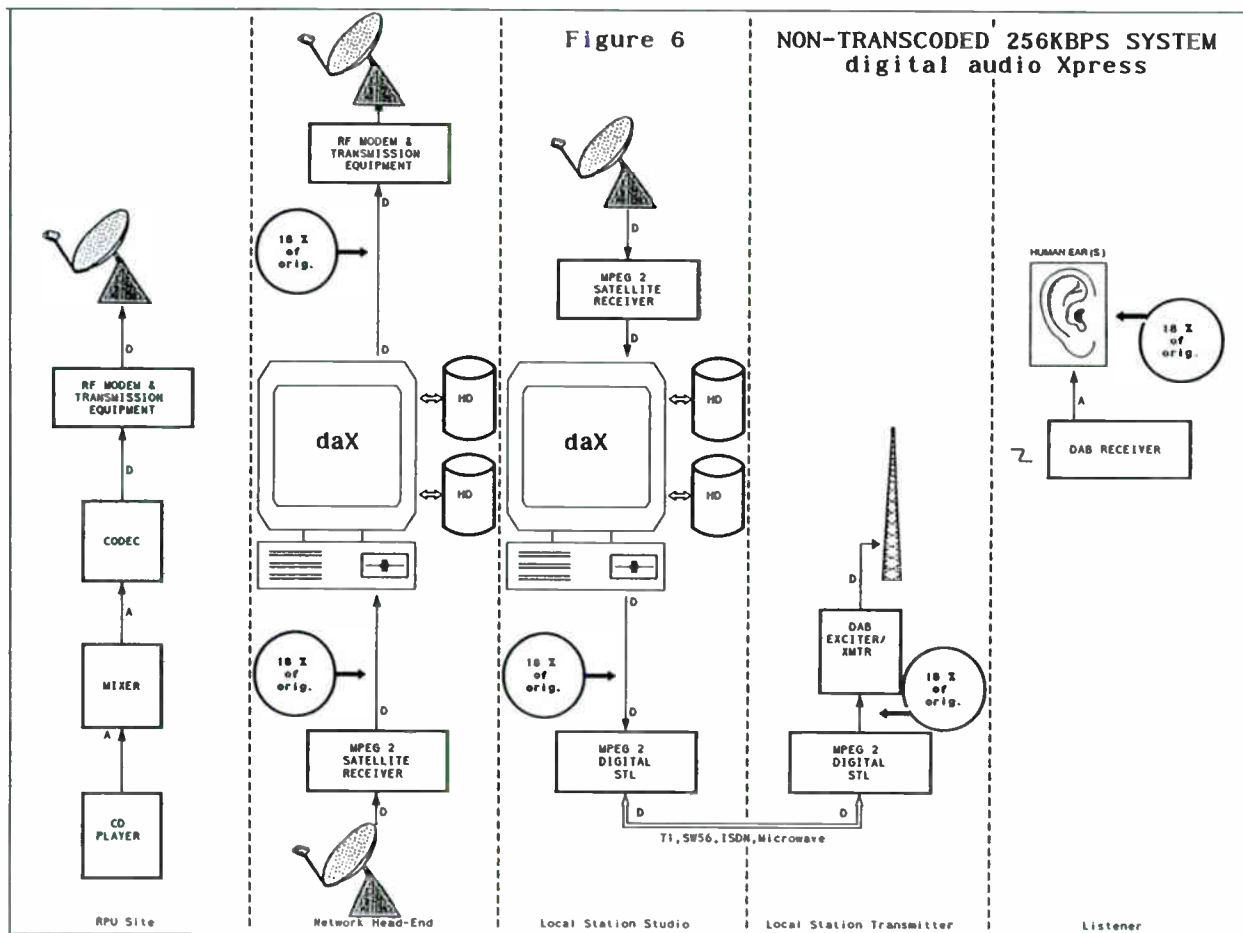 Figure 6
NON-TRANSCODED 256KBPS SYSTEM
digital audio Xpress
RF MODEM &
TRANSMISSION
EQUIPMENT
D
CODEC
D
A
MIXER
A
CD
PLAYER
RPU Site
RF MODEM &
TRANSMISSION
EQUIPMENT
D
18 %
of
orig.
D
daX
HD
HD
D
18 %
of
orig.
D
MPEG 2
SATELLITE
RECEIVER
D
Network Head-End
D
MPEG 2
SATELLITE
RECEIVER
D
daX
HD
HD
D
18 %
of
orig.
D
MPEG 2
DIGITAL
STL
D
T1,SW56,ISDN,Microwave
Local Station Studio
D
DAB
EXCITER/
XMTR
18 %
of
orig.
MPEG 2
DIGITAL
STL
D
Local Station Transmitter
HUMAN EAR(S)
18 %
of
orig.
A
DAB RECEIVER
Listener